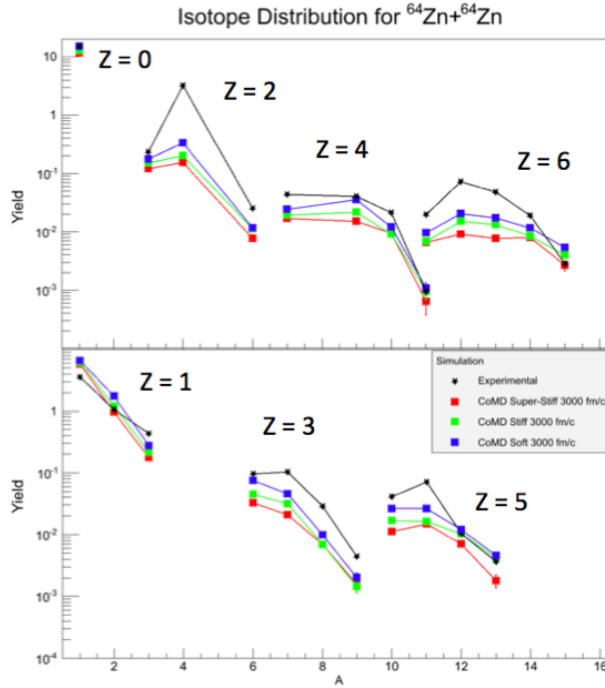 Isotope Distribution for ⁶⁴Zn+⁶⁴Zn
Z = 0
Z = 2
Z = 4
Z = 6
10
1
10⁻¹
10⁻²
10⁻³
Yield
Z = 1
Z = 3
Z = 5
Simulation
Experimental
CoMD Super-Stiff 3000 fm/c
CoMD Stiff 3000 fm/c
CoMD Soft 3000 fm/c
1
10⁻¹
10⁻²
10⁻³
10⁻⁴
Yield
2 4 6 8 10 12 14 16
A